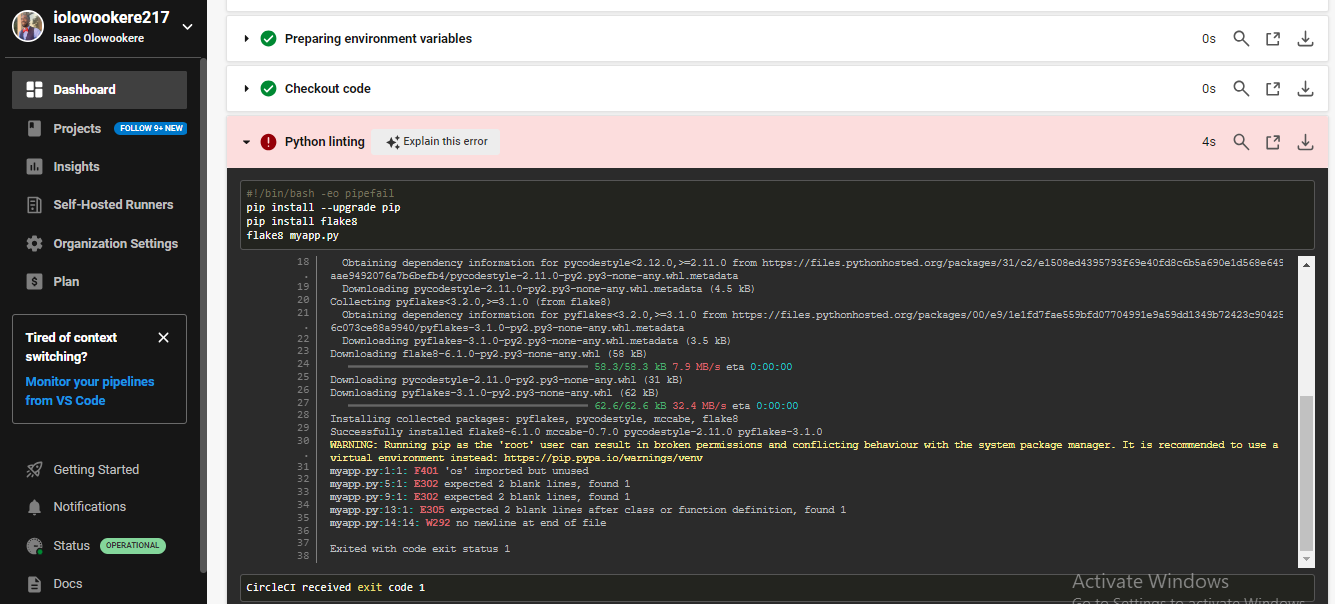 iolowookere217
Isaac Olowookere
Dashboard
Projects FOLLOW 9+ NEW
Insights
Self-Hosted Runners
Organization Settings
Plan
Tired of context
switching?
Monitor your pipelines
from VS Code
Getting Started
Notifications
Status OPERATIONAL
Docs
Preparing environment variables 0s
Checkout code 0s
Python linting Explain this error 4s
#!/bin/bash -eo pipefail
pip install --upgrade pip
pip install flake8
flake8 myapp.py
18 Obtaining dependency information for pycodestyle<2.12.0,>=2.11.0 from https://files.pythonhosted.org/packages/31/c2/e1508ed4395793f69e40fd8c6b5a690e1d568e649
. aae9492076a7b6befb4/pycodestyle-2.11.0-py2.py3-none-any.whl.metadata
19 Downloading pycodestyle-2.11.0-py2.py3-none-any.whl.metadata (4.5 kB)
20 Collecting pyflakes<3.2.0,>=3.1.0 (from flake8)
21 Obtaining dependency information for pyflakes<3.2.0,>=3.1.0 from https://files.pythonhosted.org/packages/00/e9/1e1fd7fae559bfd07704991e9a59dd1349b72423c90425
. 6c073ce88a9940/pyflakes-3.1.0-py2.py3-none-any.whl.metadata
22 Downloading pyflakes-3.1.0-py2.py3-none-any.whl.metadata (3.5 kB)
23 Downloading flake8-6.1.0-py2.py3-none-any.whl (58 kB)
24 58.3/58.3 kB 7.9 MB/s eta 0:00:00
25 Downloading pycodestyle-2.11.0-py2.py3-none-any.whl (31 kB)
26 Downloading pyflakes-3.1.0-py2.py3-none-any.whl (62 kB)
27 62.6/62.6 kB 32.4 MB/s eta 0:00:00
28 Installing collected packages: pyflakes, pycodestyle, mccabe, flake8
29 Successfully installed flake8-6.1.0 mccabe-0.7.0 pycodestyle-2.11.0 pyflakes-3.1.0
30 WARNING: Running pip as the 'root' user can result in broken permissions and conflicting behaviour with the system package manager. It is recommended to use a
. virtual environment instead: https://pip.pypa.io/warnings/venv
31 myapp.py:1:1: F401 'os' imported but unused
32 myapp.py:5:1: E302 expected 2 blank lines, found 1
33 myapp.py:9:1: E302 expected 2 blank lines, found 1
34 myapp.py:13:1: E305 expected 2 blank lines after class or function definition, found 1
35 myapp.py:14:14: W292 no newline at end of file
36
37 Exited with code exit status 1
38
CircleCI received exit code 1
Activate Windows
Go to Settings to activate Windows.